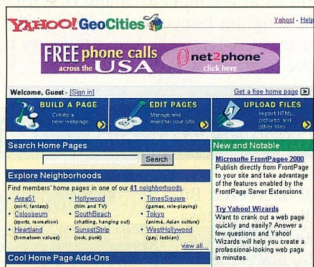 YAHOO! GeoCities
Yahoo! - Help
FREE phone calls
across the USA
net2phone
click here
Welcome, Guest - [Sign in]
Get a free home page
BUILD A PAGE
Create a
new webpage.
EDIT PAGES
Manage and
your site
UPLOAD FILES
Import HTML,
pictures and
other files
Search Home Pages
Search
Explore Neighborhoods
Find members' home pages in one of our 41 neighborhoods.
• Area51
(sci-fi, fantasy)
• Colosseum
(sports, recreation)
• Heartland
(hometown values)
• Hollywood
(film and TV)
• SouthBeach
(chatting, hanging out)
• SunsetStrip
(rock, punk)
• TimesSquare
(games, role-playing)
• Tokyo
(anime, Asian culture)
• WestHollywood
(gay, lesbian)
view all...
Cool Home Page Add-Ons
New and Notable
Microsofte FrontPages 2000
Publish directly from FrontPage
to your site and take advantage
of the features enabled by the
FrontPage Server Extensions.
Try Yahoo! Wizards
Want to crank out a web page
quickly and easily? Answer a
few questions and Yahoo!
Wizards will help you create a
professional-looking web page
in minutes.